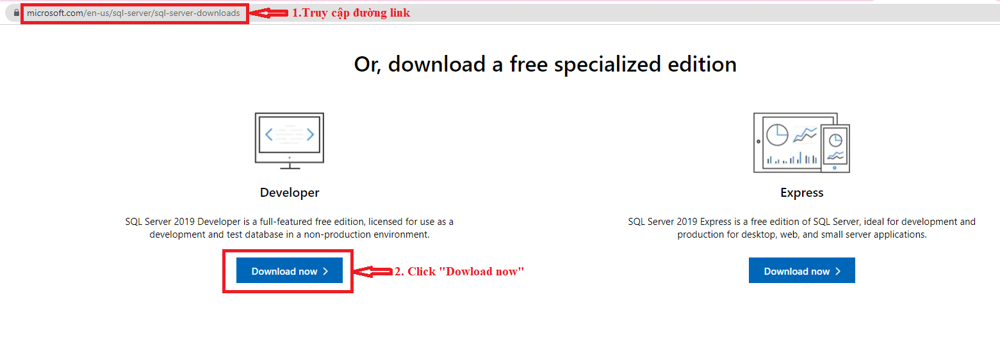 microsoft.com/en-us/sql-server/sql-server-downloads
1.Truy cập đường link
Or, download a free specialized edition
Developer
SQL Server 2019 Developer is a full-featured free edition, licensed for use as a
development and test database in a non-production environment.
Download now
2. Click "Dowload now"
Express
SQL Server 2019 Express is a free edition of SQL Server, ideal for development and
production for desktop, web, and small server applications.
Download now